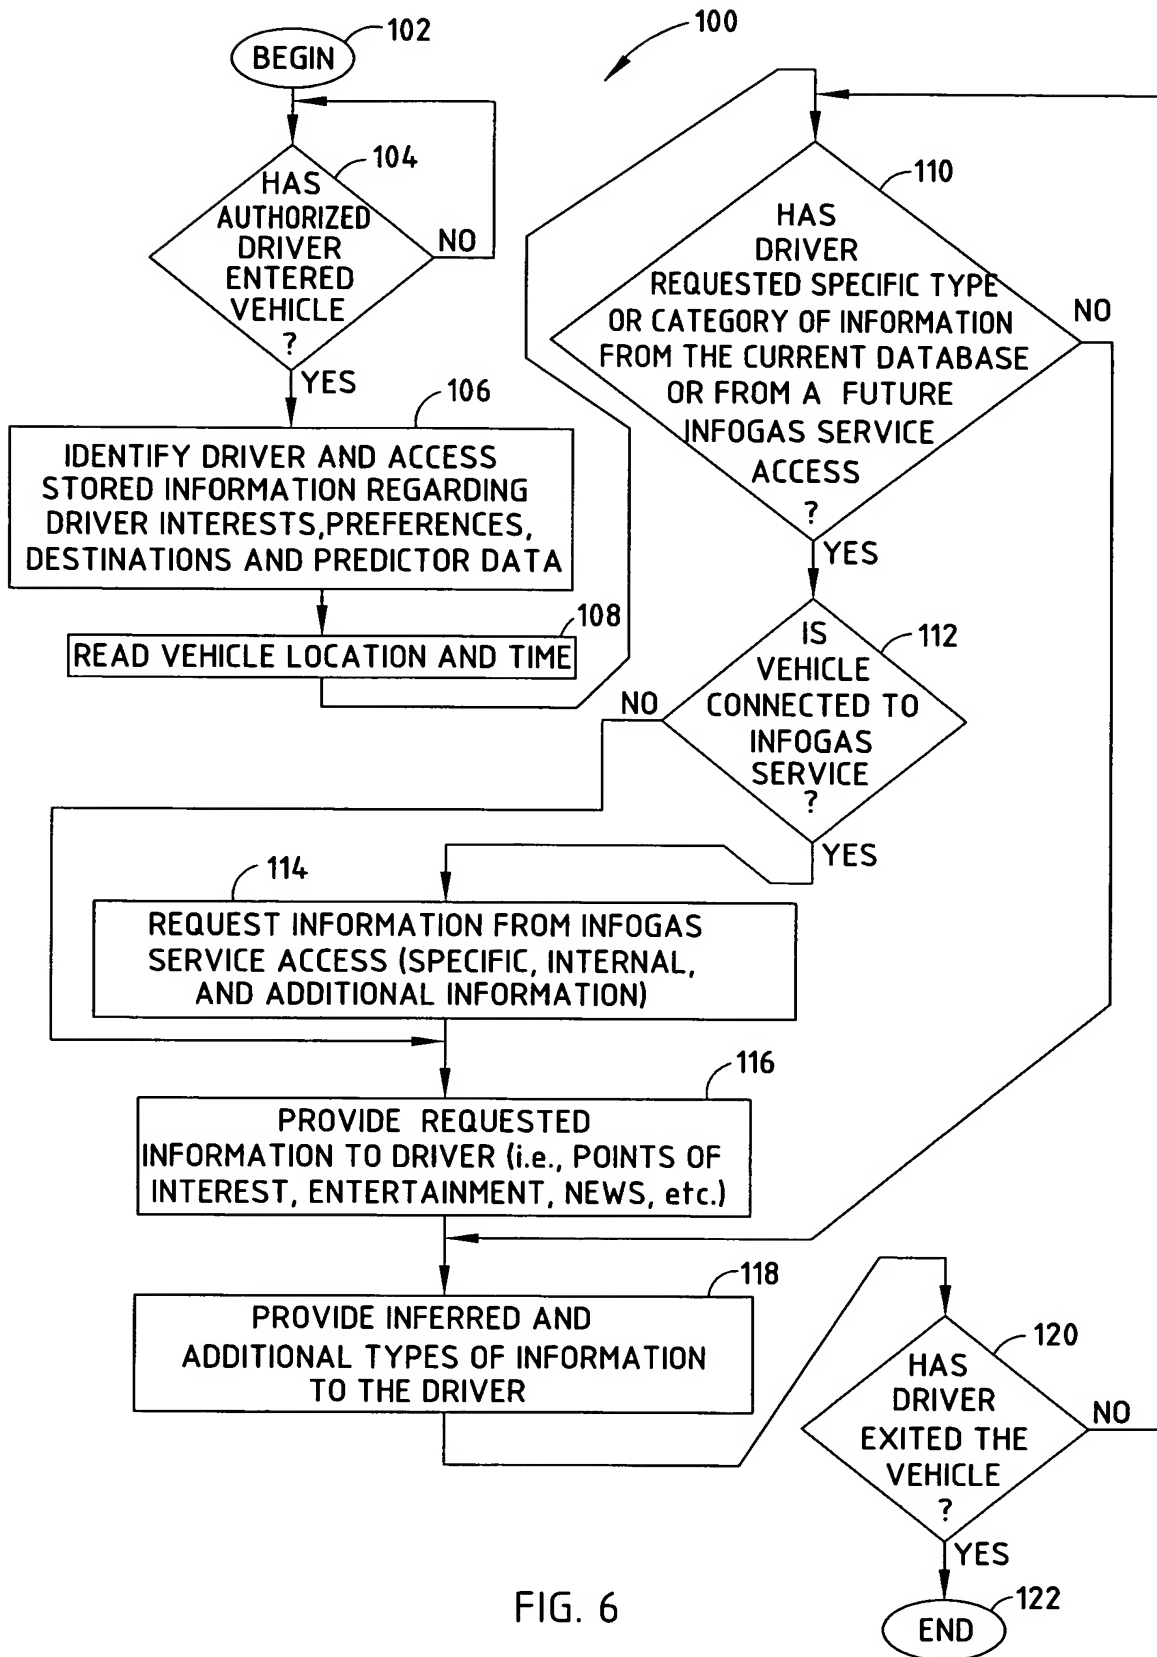 100
BEGIN
102
HAS
AUTHORIZED
DRIVER
ENTERED
VEHICLE
?
104
NO
YES
106
IDENTIFY DRIVER AND ACCESS
STORED INFORMATION REGARDING
DRIVER INTERESTS, PREFERENCES,
DESTINATIONS AND PREDICTOR DATA
108
READ VEHICLE LOCATION AND TIME
110
HAS
DRIVER
REQUESTED SPECIFIC TYPE
OR CATEGORY OF INFORMATION
FROM THE CURRENT DATABASE
OR FROM A FUTURE
INFOGAS SERVICE
ACCESS
?
NO
YES
112
IS
VEHICLE
CONNECTED TO
INFOGAS
SERVICE
?
NO
YES
114
REQUEST INFORMATION FROM INFOGAS
SERVICE ACCESS (SPECIFIC, INTERNAL,
AND ADDITIONAL INFORMATION)
116
PROVIDE REQUESTED
INFORMATION TO DRIVER (i.e., POINTS OF
INTEREST, ENTERTAINMENT, NEWS, etc.)
118
PROVIDE INFERRED AND
ADDITIONAL TYPES OF INFORMATION
TO THE DRIVER
120
HAS
DRIVER
EXITED THE
VEHICLE
?
NO
YES
END
122
FIG. 6